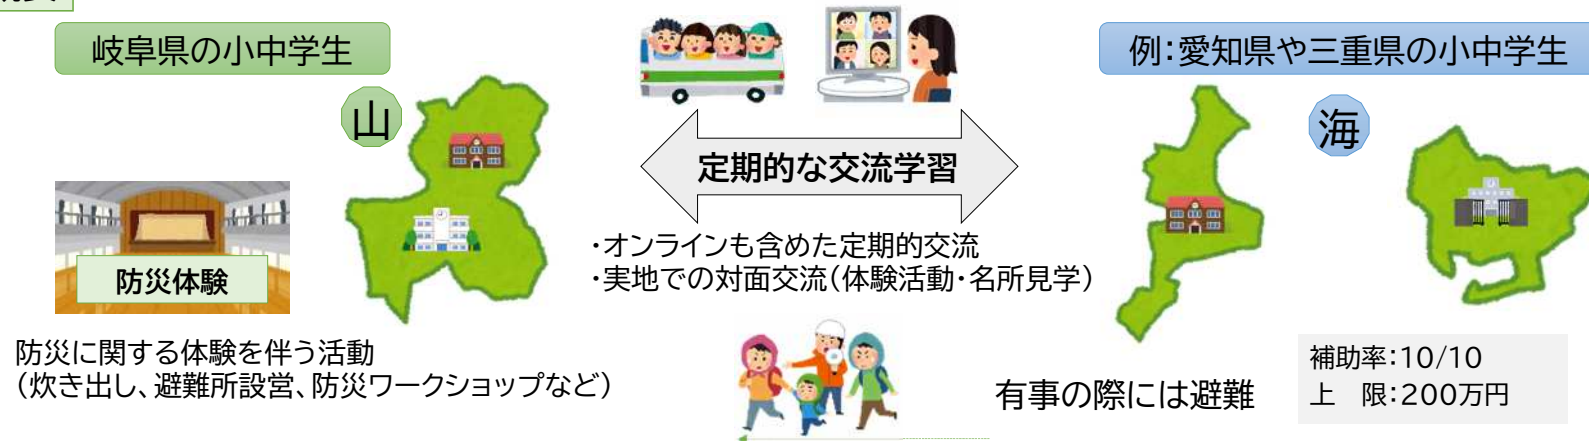 岐阜県の小中学生
例：愛知県や三重県の小中学生
山
海
定期的な交流学習
・オンラインも含めた定期的交流
・実地での対面交流（体験活動・名所見学）
防災体験
防災に関する体験を伴う活動
（炊き出し、避難所設営、防災ワークショップなど）
有事の際には避難
補助率：10/10
上　限：200万円